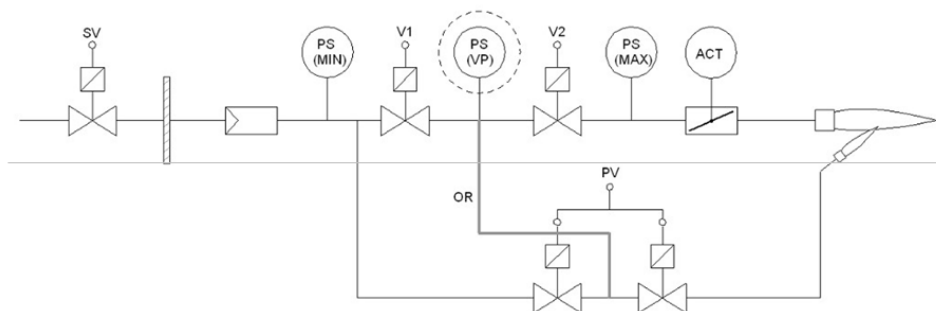 SV
PS
(MIN)
V1
PS
(VP)
V2
PS
(MAX)
ACT
PV
OR